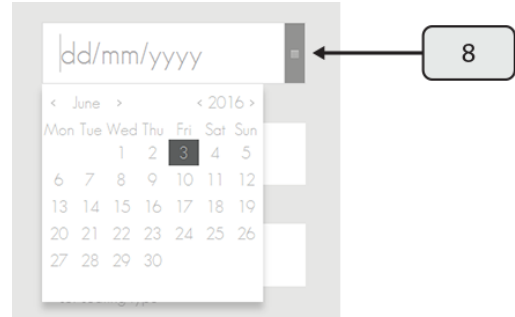 dd/mm/yyyy
8
< June > < 2016 >
Mon Tue Wed Thu Fri Sat Sun
1 2 3 4 5
6 7 8 9 10 11 12
13 14 15 16 17 18 19
20 21 22 23 24 25 26
27 28 29 30